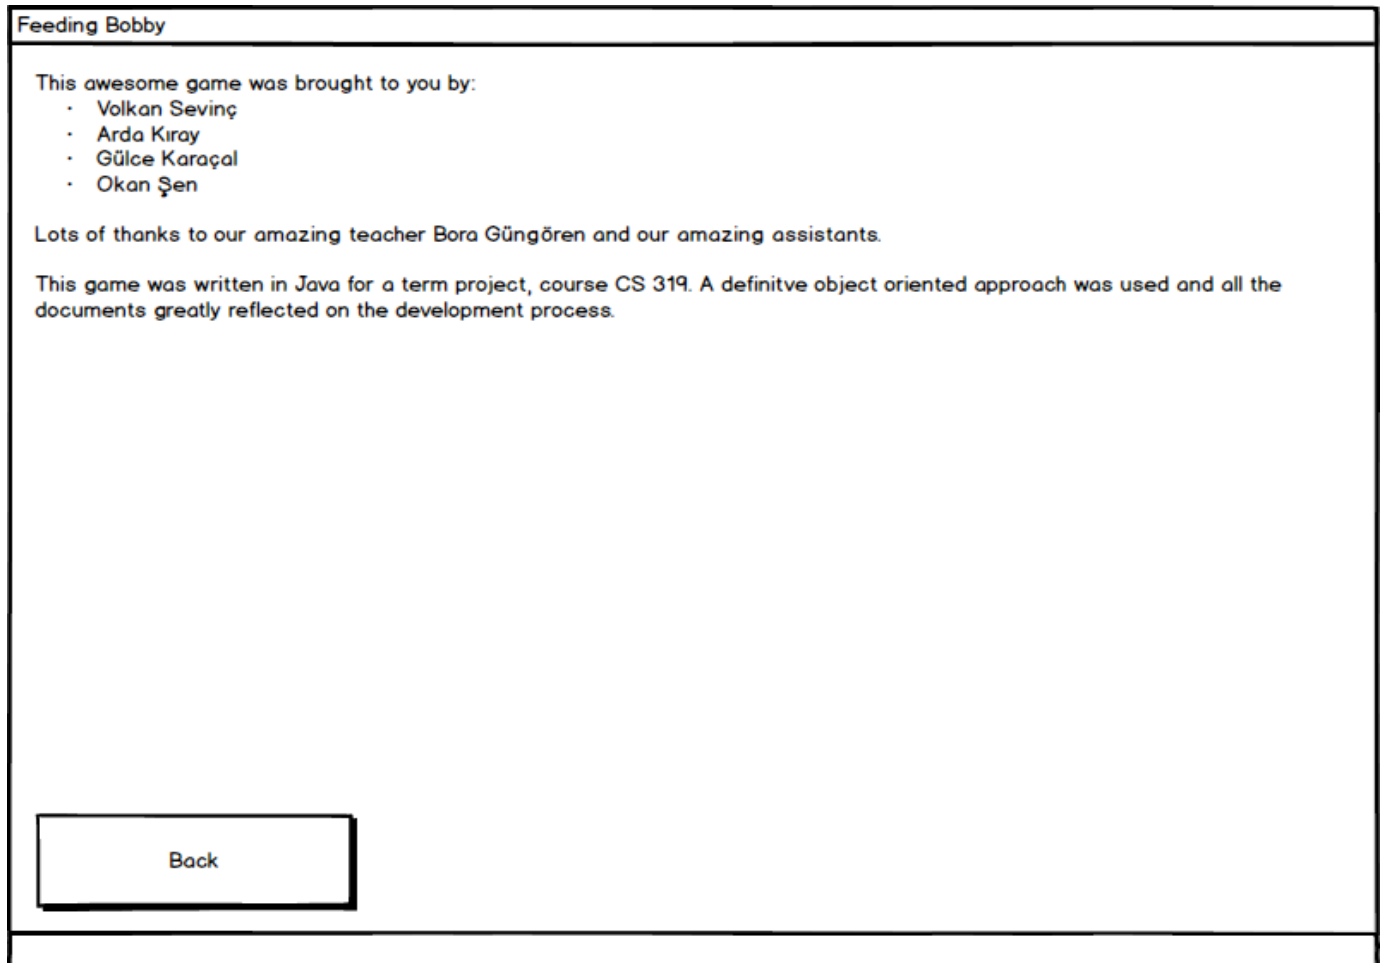 Feeding Bobby
This awesome game was brought to you by:
· Volkan Sevinç
· Arda Kıray
· Gülce Karaçal
· Okan Şen
Lots of thanks to our amazing teacher Bora Güngören and our amazing assistants.
This game was written in Java for a term project, course CS 319. A definitve object oriented approach was used and all the
documents greatly reflected on the development process.
Back